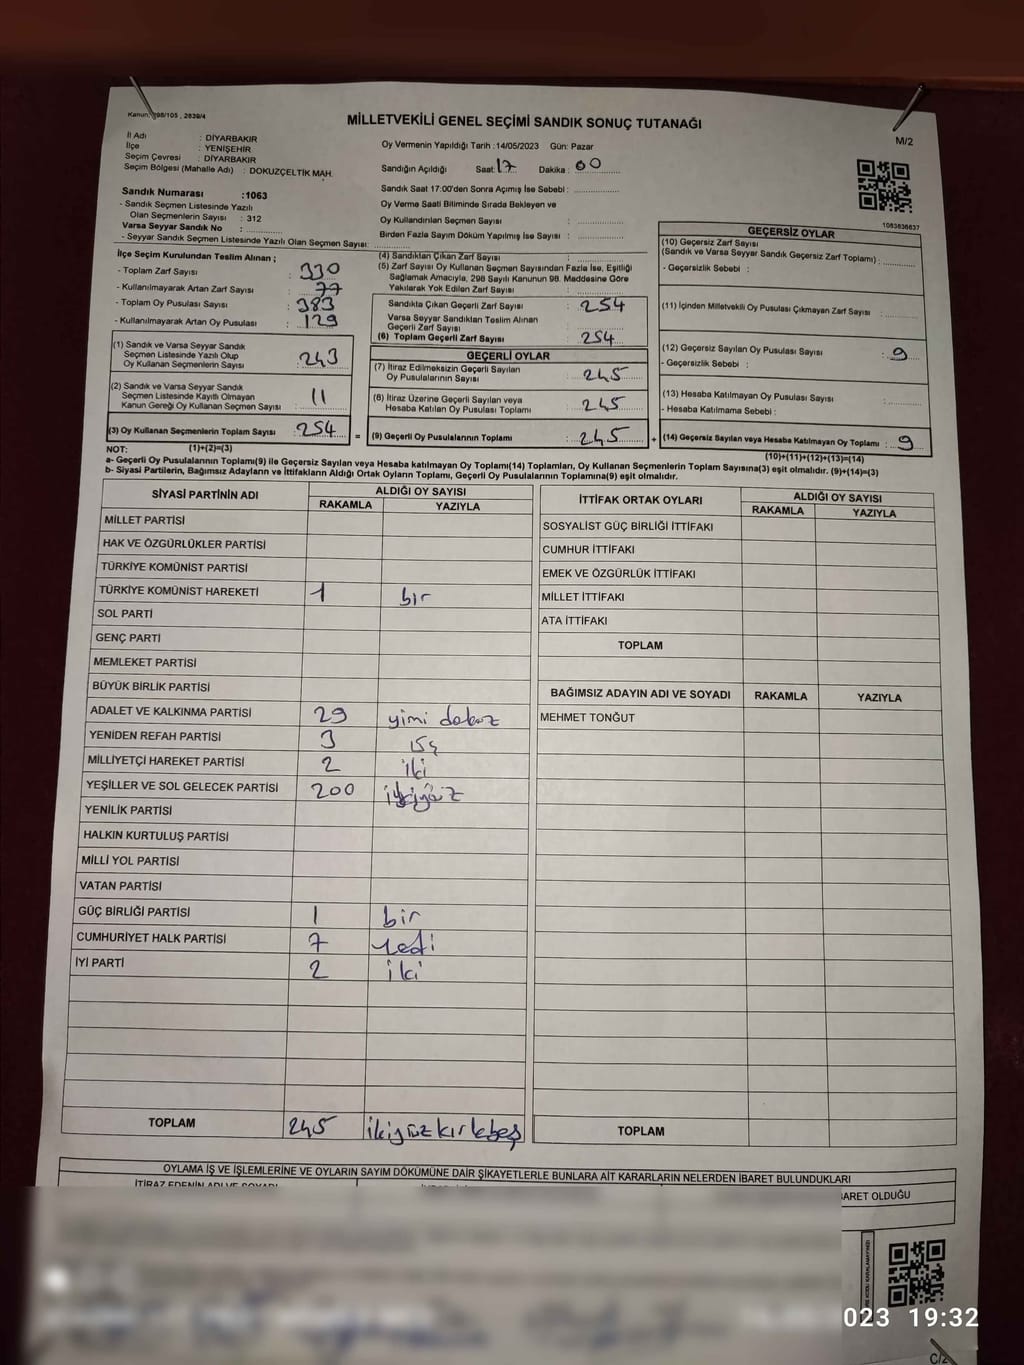 Kanun: 298/105 , 2839/4
MİLLETVEKİLİ GENEL SEÇİMİ SANDIK SONUÇ TUTANAĞI
M/2
İl Adı : DİYARBAKIR
İlçe : YENİŞEHİR
Seçim Çevresi : DİYARBAKIR
Seçim Bölgesi (Mahalle Adı) : DOKUZÇELTİK MAH.
Sandık Numarası :1063
- Sandık Seçmen Listesinde Yazılı
Olan Seçmenlerin Sayısı : 312
Varsa Seyyar Sandık No :
- Seyyar Sandık Seçmen Listesinde Yazılı Olan Seçmen Sayısı:
Oy Vermenin Yapıldığı Tarih :14/05/2023 Gün: Pazar
Sandığın Açıldığı Saat: 17 Dakika : 00
Sandık Saat 17:00'den Sonra Açımış İse Sebebi :
Oy Verme Saati Bitiminde Sırada Bekleyen ve
Oy Kullandırılan Seçmen Sayısı :
Birden Fazla Sayım Döküm Yapılmış İse Sayısı :
1063636637
İlçe Seçim Kurulundan Teslim Alınan ;
- Toplam Zarf Sayısı : 330
- Kullanılmayarak Artan Zarf Sayısı : 77
- Toplam Oy Pusulası Sayısı : 383
- Kullanılmayarak Artan Oy Pusulası : 129
(1) Sandık ve Varsa Seyyar Sandık
Seçmen Listesinde Yazılı Olup
Oy Kullanan Seçmenlerin Sayısı : 243
(2) Sandık ve Varsa Seyyar Sandık
Seçmen Listesinde Kayıtlı Olmayan
Kanun Gereği Oy Kullanan Seçmen Sayısı : 11
(3) Oy Kullanan Seçmenlerin Toplam Sayısı : 254
(4) Sandıktan Çıkan Zarf Sayısı :
(5) Zarf Sayısı Oy Kullanan Seçmen Sayısından Fazla İse, Eşitliği
Sağlamak Amacıyla, 298 Sayılı Kanunun 98. Maddesine Göre
Yakılarak Yok Edilen Zarf Sayısı :
Sandıkta Çıkan Geçerli Zarf Sayısı : 254
Varsa Seyyar Sandıktan Teslim Alınan
Geçerli Zarf Sayısı :
(6) Toplam Geçerli Zarf Sayısı : 254
GEÇERLİ OYLAR
(7) İtiraz Edilmeksizin Geçerli Sayılan
Oy Pusulalarının Sayısı : 245
(8) İtiraz Üzerine Geçerli Sayılan veya
Hesaba Katılan Oy Pusulası Toplamı : 245
= (9) Geçerli Oy Pusulalarının Toplamı : 245 +
GEÇERSİZ OYLAR
(10) Geçersiz Zarf Sayısı
(Sandık ve Varsa Seyyar Sandık Geçersiz Zarf Toplamı) :
- Geçersizlik Sebebi :
(11) İçinden Milletvekili Oy Pusulası Çıkmayan Zarf Sayısı :
(12) Geçersiz Sayılan Oy Pusulası Sayısı : 9
- Geçersizlik Sebebi :
(13) Hesaba Katılmayan Oy Pusulası Sayısı :
- Hesaba Katılmama Sebebi :
(14) Geçersiz Sayılan veya Hesaba Katılmayan Oy Toplamı : 9
NOT: (1)+(2)=(3)
(10)+(11)+(12)+(13)=(14)
a- Geçerli Oy Pusulalarının Toplamı(9) ile Geçersiz Sayılan veya Hesaba katılmayan Oy Toplamı(14) Toplamları, Oy Kullanan Seçmenlerin Toplam Sayısına(3) eşit olmalıdır. (9)+(14)=(3)
b- Siyasi Partilerin, Bağımsız Adayların ve İttifakların Aldığı Ortak Oyların Toplamı, Geçerli Oy Pusulalarının Toplamına(9) eşit olmalıdır.
SİYASİ PARTİNİN ADI ALDIĞI OY SAYISI
RAKAMLA YAZIYLA
MİLLET PARTİSİ
HAK VE ÖZGÜRLÜKLER PARTİSİ
TÜRKİYE KOMÜNİST PARTİSİ
TÜRKİYE KOMÜNİST HAREKETİ 1 bir
SOL PARTİ
GENÇ PARTİ
MEMLEKET PARTİSİ
BÜYÜK BİRLİK PARTİSİ
ADALET VE KALKINMA PARTİSİ 29 yimi dokuz
YENİDEN REFAH PARTİSİ 3
MİLLİYETÇİ HAREKET PARTİSİ 2 iki
YEŞİLLER VE SOL GELECEK PARTİSİ 200 ikiyüz
YENİLİK PARTİSİ
HALKIN KURTULUŞ PARTİSİ
MİLLİ YOL PARTİSİ
VATAN PARTİSİ
GÜÇ BİRLİĞİ PARTİSİ 1 bir
CUMHURİYET HALK PARTİSİ 7 yedi
İYİ PARTİ 2 iki
TOPLAM 245 ikiyüzkırkbeş
İTTİFAK ORTAK OYLARI ALDIĞI OY SAYISI
RAKAMLA YAZIYLA
SOSYALİST GÜÇ BİRLİĞİ İTTİFAKI
CUMHUR İTTİFAKI
EMEK VE ÖZGÜRLÜK İTTİFAKI
MİLLET İTTİFAKI
ATA İTTİFAKI
TOPLAM
BAĞIMSIZ ADAYIN ADI VE SOYADI RAKAMLA YAZIYLA
MEHMET TONĞUT
TOPLAM
OYLAMA İŞ VE İŞLEMLERİNE VE OYLARIN SAYIM DÖKÜMÜNE DAİR ŞİKAYETLERLE BUNLARA AİT KARARLARIN NELERDEN İBARET BULUNDUKLARI
İTİRAZ EDENİN ADI VE SOYADI
BARET OLDUĞU
023 19:32
C/2